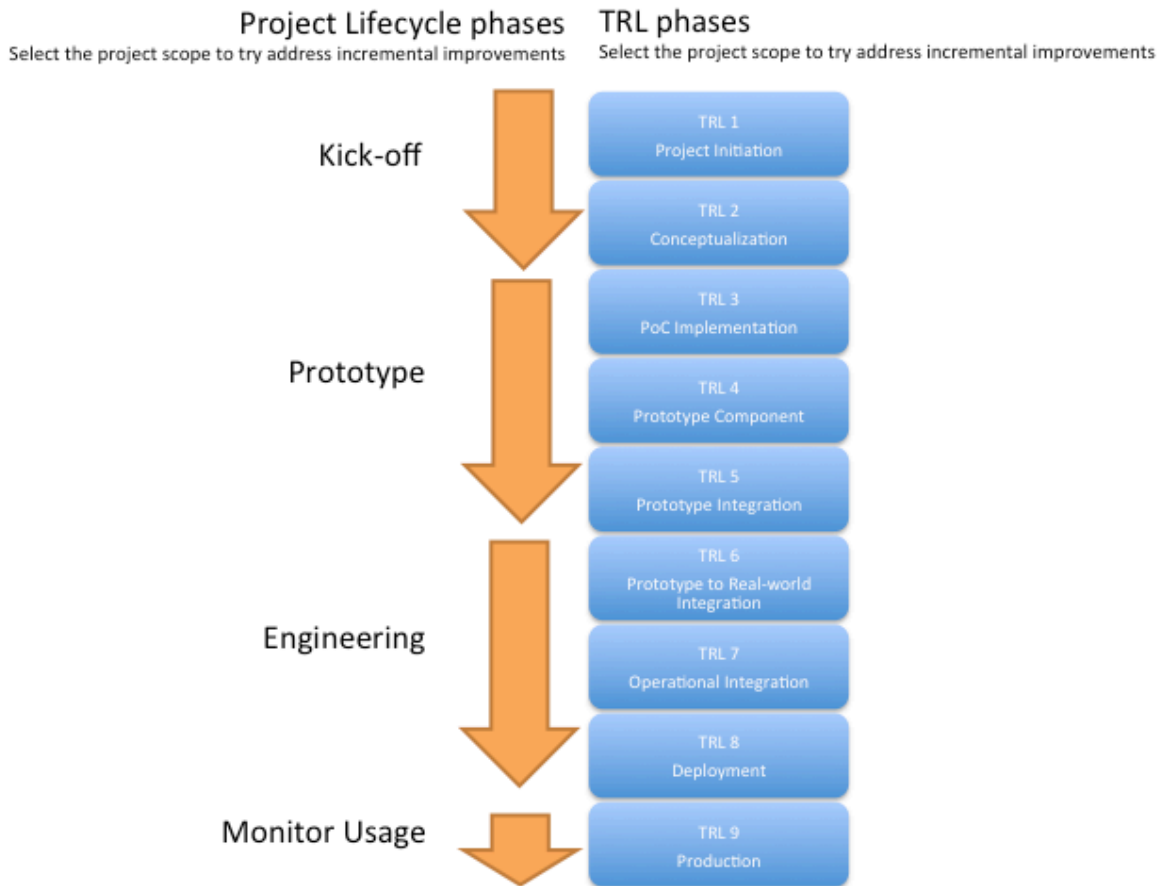 Project Lifecycle phases
Select the project scope to try address incremental improvements
TRL phases
Select the project scope to try address incremental improvements
Kick-off
TRL 1
Project Initiation
TRL 2
Conceptualization
Prototype
TRL 3
PoC Implementation
TRL 4
Prototype Component
TRL 5
Prototype Integration
Engineering
TRL 6
Prototype to Real-world
Integration
TRL 7
Operational Integration
TRL 8
Deployment
Monitor Usage
TRL 9
Production